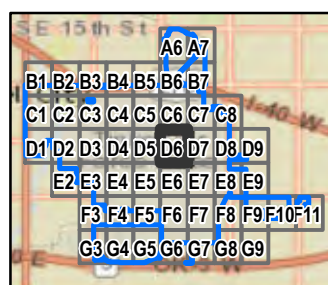 SE 15th St
A6 A7
B1 B2 B3 B4 B5 B6 B7
I-40 W
C1 C2 C3 C4 C5 C6 C7 C8
D1 D2 D3 D4 D5 D6 D7 D8 D9
E2 E3 E4 E5 E6 E7 E8 E9
F3 F4 F5 F6 F7 F8 F9 F10 F11
G3 G4 G5 G6 G7 G8 G9